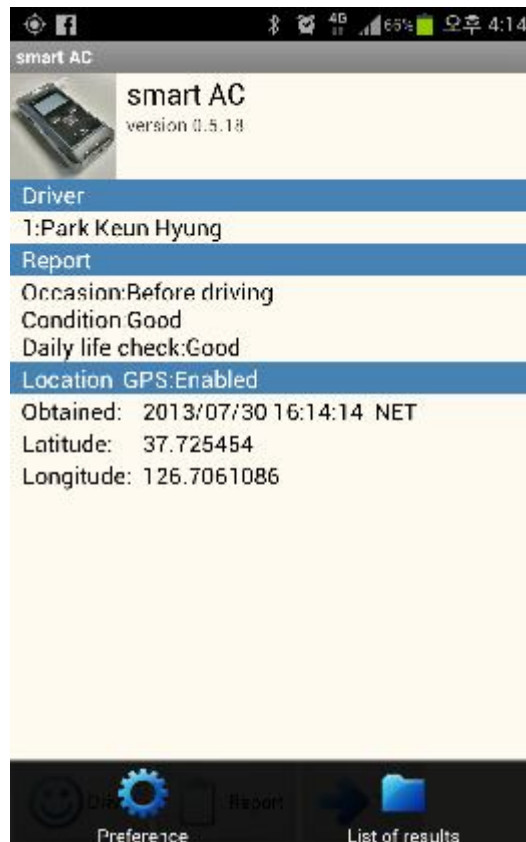 4G
66% 오후 4:14
smart AC
smart AC
version 0.5.18
Driver
1:Park Keun Hyung
Report
Occasion:Before driving
Condition:Good
Daily life check:Good
Location GPS:Enabled
Obtained: 2013/07/30 16:14:14 NET
Latitude: 37.725454
Longitude: 126.7061086
Report
Preference
List of results